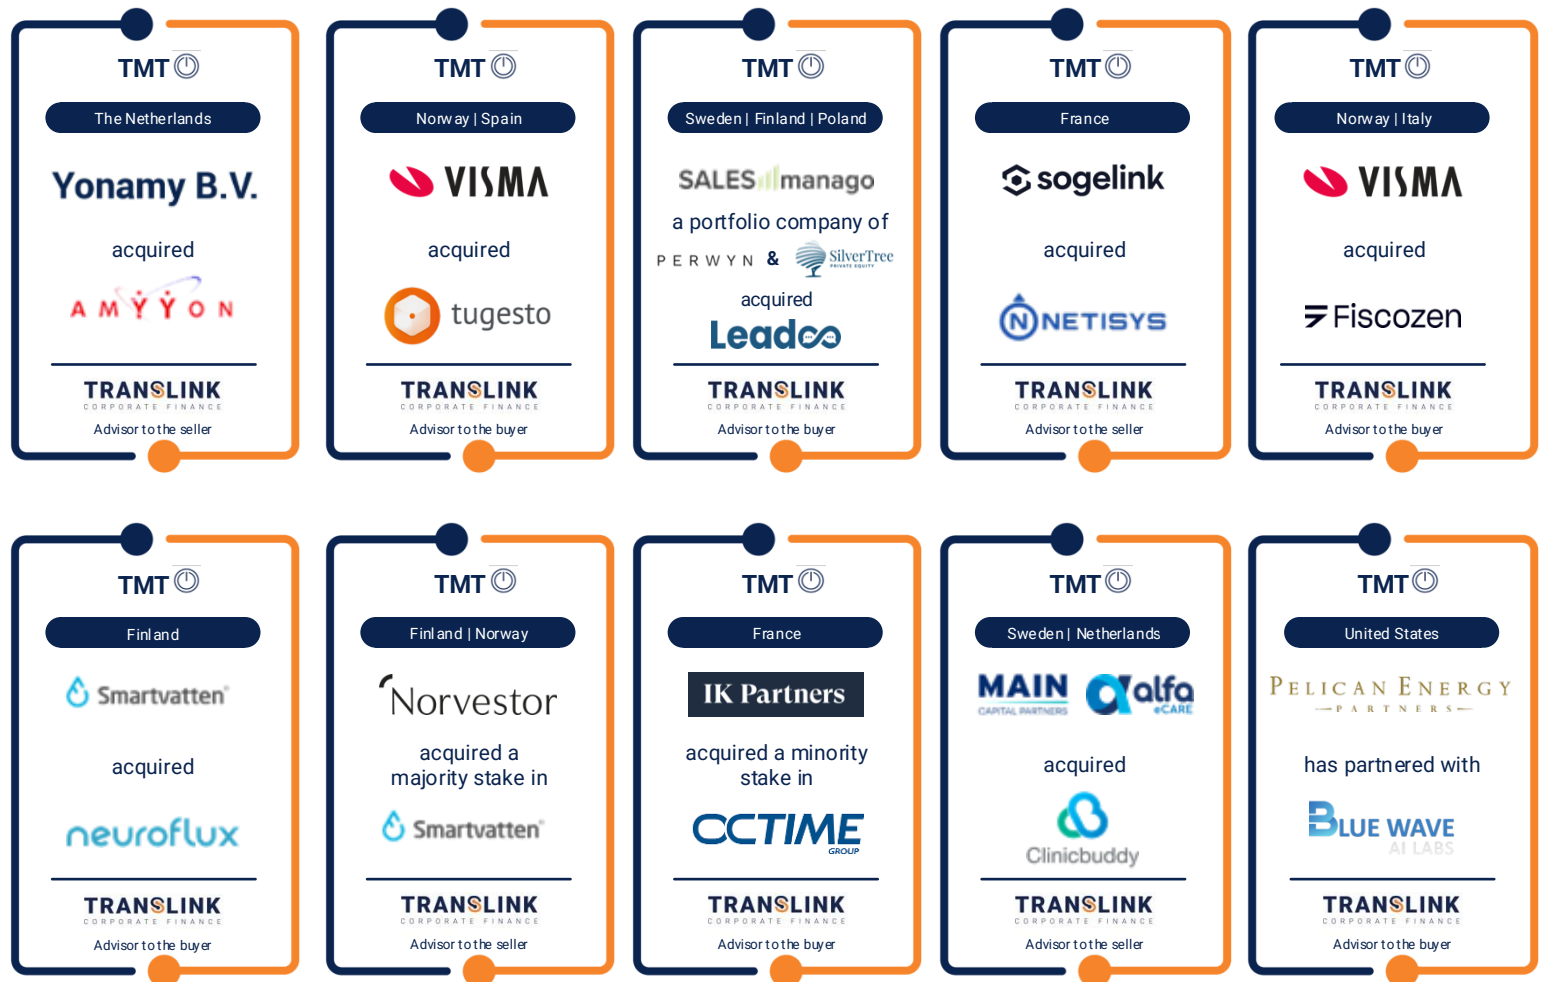 TMT
The Netherlands
Yonamy B.V.
acquired
AMYYON
TRANSLINK
CORPORATE FINANCE
Advisor to the seller
TMT
Norway | Spain
VISMA
acquired
tugesto
TRANSLINK
CORPORATE FINANCE
Advisor to the buyer
TMT
Sweden | Finland | Poland
SALESmanago
a portfolio company of
PERWYN & SilverTree
PRIVATE EQUITY
acquired
Leadoo
TRANSLINK
CORPORATE FINANCE
Advisor to the buyer
TMT
France
sogelink
acquired
N NETISYS
TRANSLINK
CORPORATE FINANCE
Advisor to the seller
TMT
Norway | Italy
VISMA
acquired
Fiscozen
TRANSLINK
CORPORATE FINANCE
Advisor to the buyer
TMT
Finland
Smartvatten®
acquired
neuroflux
TRANSLINK
CORPORATE FINANCE
Advisor to the buyer
TMT
Finland | Norway
Norvestor
acquired a
majority stake in
Smartvatten®
TRANSLINK
CORPORATE FINANCE
Advisor to the seller
TMT
France
IK Partners
acquired a minority
stake in
OCTIME
GROUP
TRANSLINK
CORPORATE FINANCE
Advisor to the buyer
TMT
Sweden | Netherlands
MAIN alfa
CAPITAL PARTNERS eCARE
acquired
Clinicbuddy
TRANSLINK
CORPORATE FINANCE
Advisor to the seller
TMT
United States
PELICAN ENERGY
PARTNERS
has partnered with
BLUE WAVE
AI LABS
TRANSLINK
CORPORATE FINANCE
Advisor to the buyer